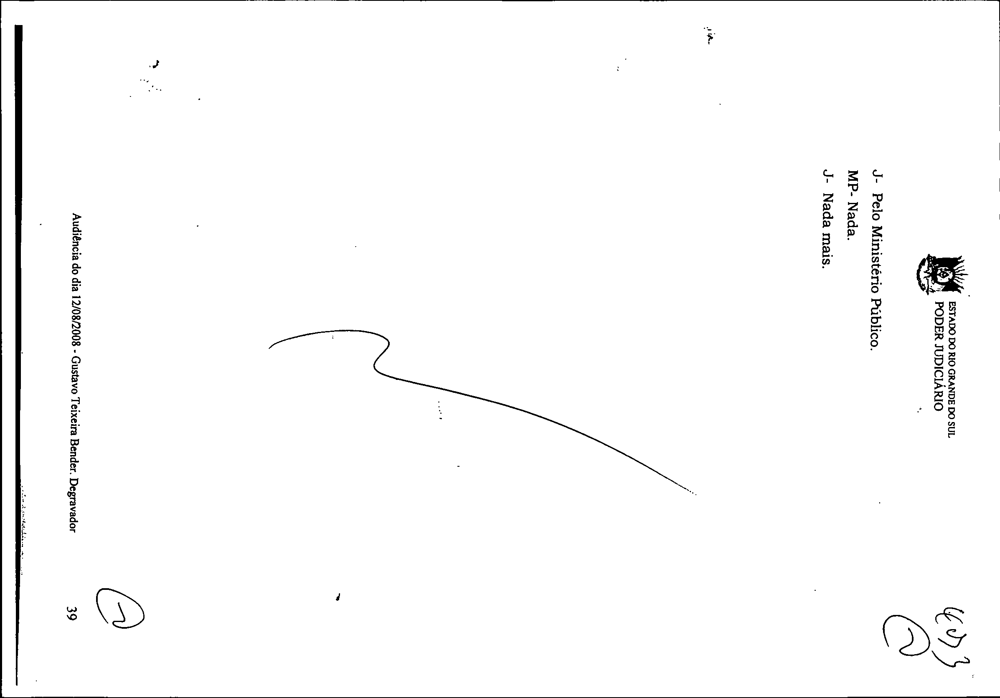 ESTADO DO RIO GRANDE DO SUL
PODER JUDICIÁRIO
J- Pelo Ministério Público.
MP- Nada.
J- Nada mais.
Audiência do dia 12/08/2008 - Gustavo Teixeira Bender. Degravador 39